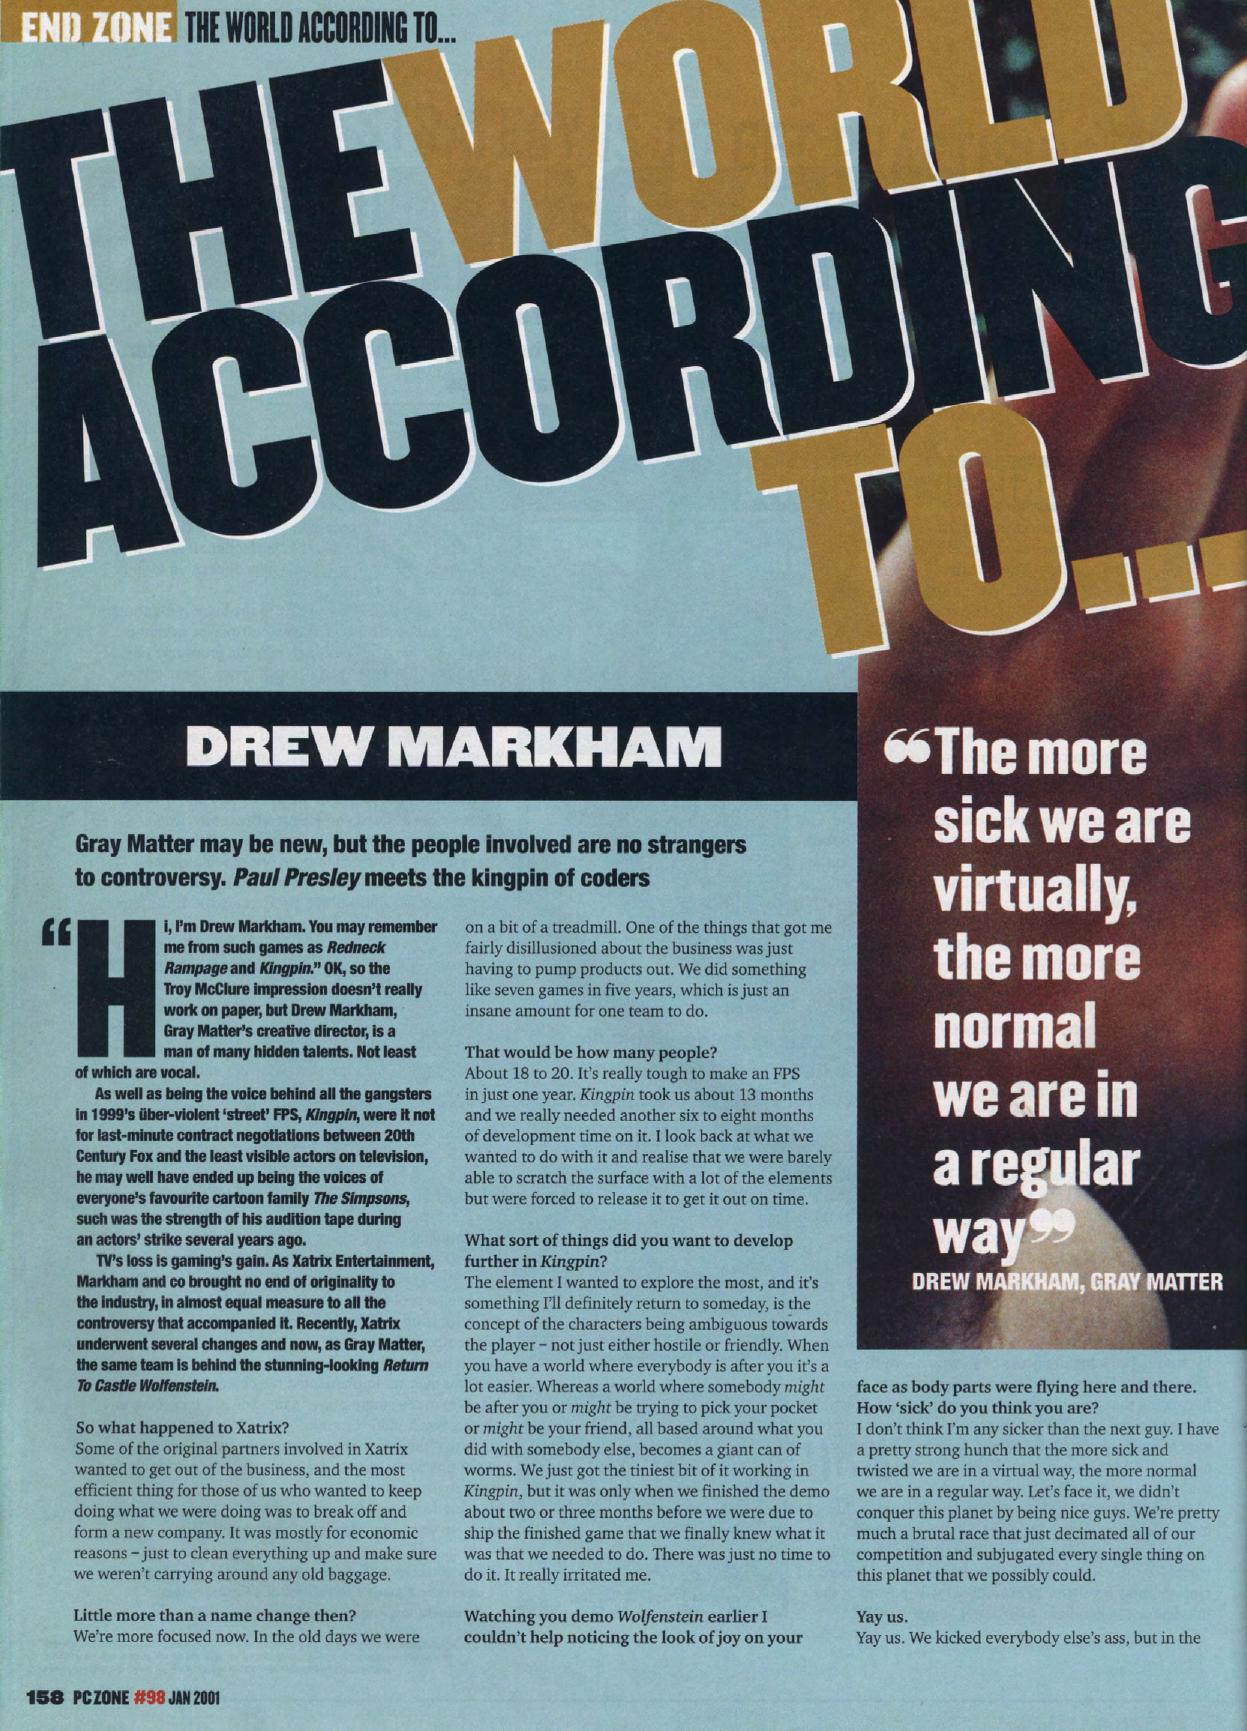 END ZONE THE WORLD ACCORDING TO...
THE WORLD
ACCORDING
TO...
DREW MARKHAM
Gray Matter may be new, but the people involved are no strangers
to controversy. Paul Presley meets the kingpin of coders
“Hi, I’m Drew Markham. You may remember
me from such games as Redneck
Rampage and Kingpin.” OK, so the
Troy McClure impression doesn’t really
work on paper, but Drew Markham,
Gray Matter’s creative director, is a
man of many hidden talents. Not least
of which are vocal.
As well as being the voice behind all the gangsters
in 1999’s über-violent ‘street’ FPS, Kingpin, were it not
for last-minute contract negotiations between 20th
Century Fox and the least visible actors on television,
he may well have ended up being the voices of
everyone’s favourite cartoon family The Simpsons,
such was the strength of his audition tape during
an actors’ strike several years ago.
TV’s loss is gaming’s gain. As Xatrix Entertainment,
Markham and co brought no end of originality to
the industry, in almost equal measure to all the
controversy that accompanied it. Recently, Xatrix
underwent several changes and now, as Gray Matter,
the same team is behind the stunning-looking Return
To Castle Wolfenstein.
So what happened to Xatrix?
Some of the original partners involved in Xatrix
wanted to get out of the business, and the most
efficient thing for those of us who wanted to keep
doing what we were doing was to break off and
form a new company. It was mostly for economic
reasons – just to clean everything up and make sure
we weren’t carrying around any old baggage.
Little more than a name change then?
We’re more focused now. In the old days we were
on a bit of a treadmill. One of the things that got me
fairly disillusioned about the business was just
having to pump products out. We did something
like seven games in five years, which is just an
insane amount for one team to do.
That would be how many people?
About 18 to 20. It’s really tough to make an FPS
in just one year. Kingpin took us about 13 months
and we really needed another six to eight months
of development time on it. I look back at what we
wanted to do with it and realise that we were barely
able to scratch the surface with a lot of the elements
but were forced to release it to get it out on time.
What sort of things did you want to develop
further in Kingpin?
The element I wanted to explore the most, and it’s
something I’ll definitely return to someday, is the
concept of the characters being ambiguous towards
the player – not just either hostile or friendly. When
you have a world where everybody is after you it’s a
lot easier. Whereas a world where somebody might
be after you or might be trying to pick your pocket
or might be your friend, all based around what you
did with somebody else, becomes a giant can of
worms. We just got the tiniest bit of it working in
Kingpin, but it was only when we finished the demo
about two or three months before we were due to
ship the finished game that we finally knew what it
was that we needed to do. There was just no time to
do it. It really irritated me.
Watching you demo Wolfenstein earlier I
couldn’t help noticing the look of joy on your
“The more
sick we are
virtually,
the more
normal
we are in
a regular
way”
DREW MARKHAM, GRAY MATTER
face as body parts were flying here and there.
How ‘sick’ do you think you are?
I don’t think I’m any sicker than the next guy. I have
a pretty strong hunch that the more sick and
twisted we are in a virtual way, the more normal
we are in a regular way. Let’s face it, we didn’t
conquer this planet by being nice guys. We’re pretty
much a brutal race that just decimated all of our
competition and subjugated every single thing on
this planet that we possibly could.
Yay us.
Yay us. We kicked everybody else’s ass, but in the
158 PCZONE #98 JAN 2001